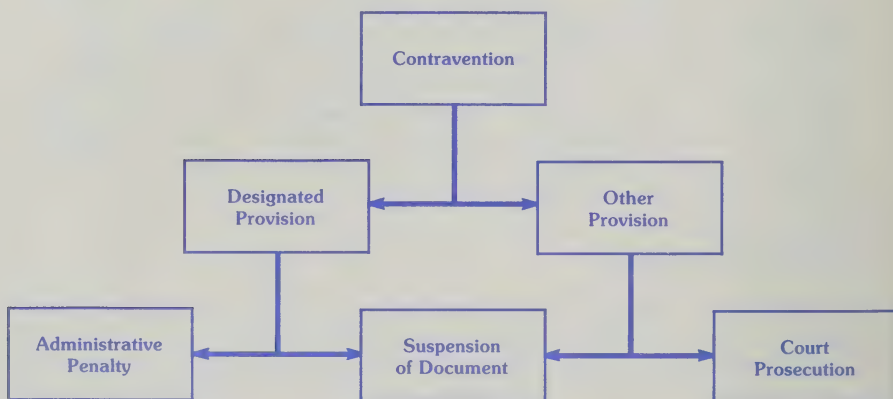 Contravention
Designated
Provision
Other
Provision
Administrative
Penalty
Suspension
of Document
Court
Prosecution